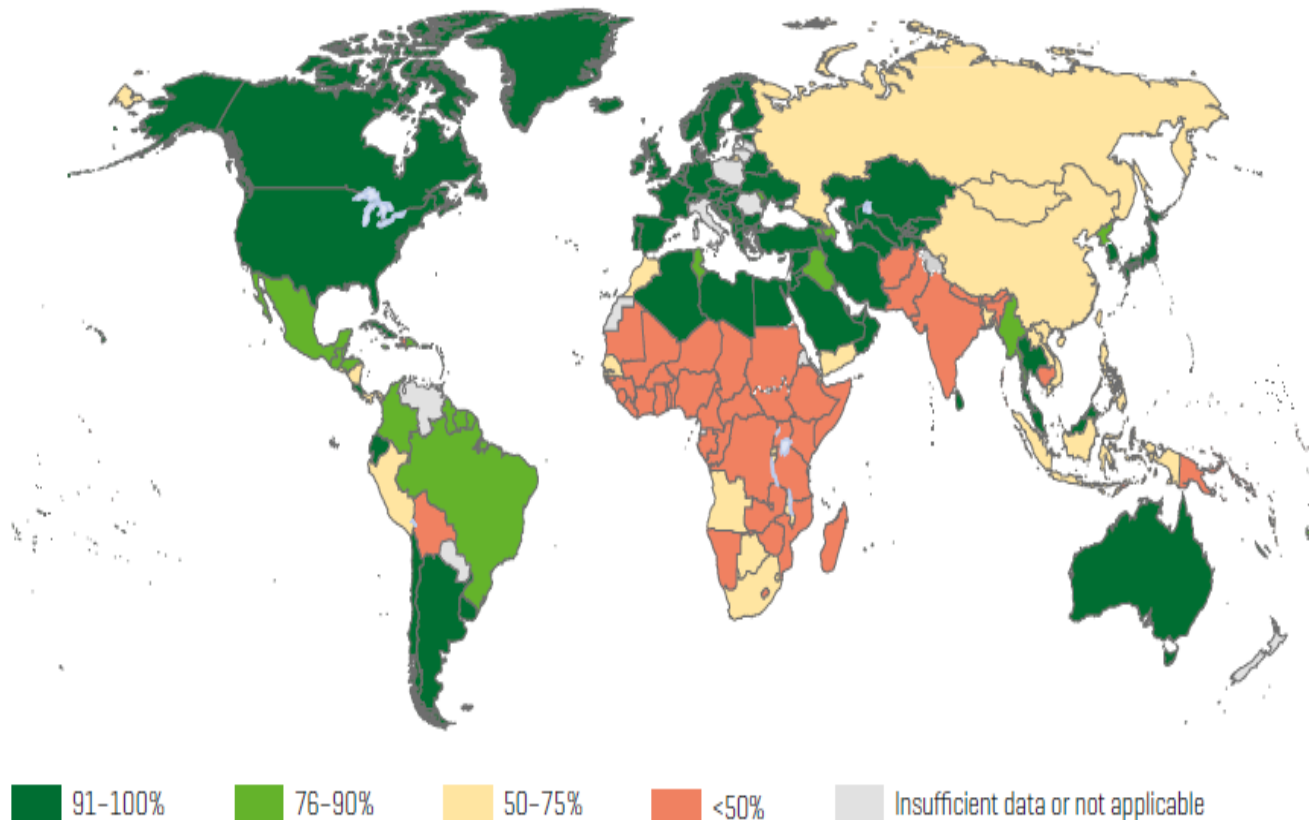 91–100% 76–90% 50–75% <50% Insufficient data or not applicable